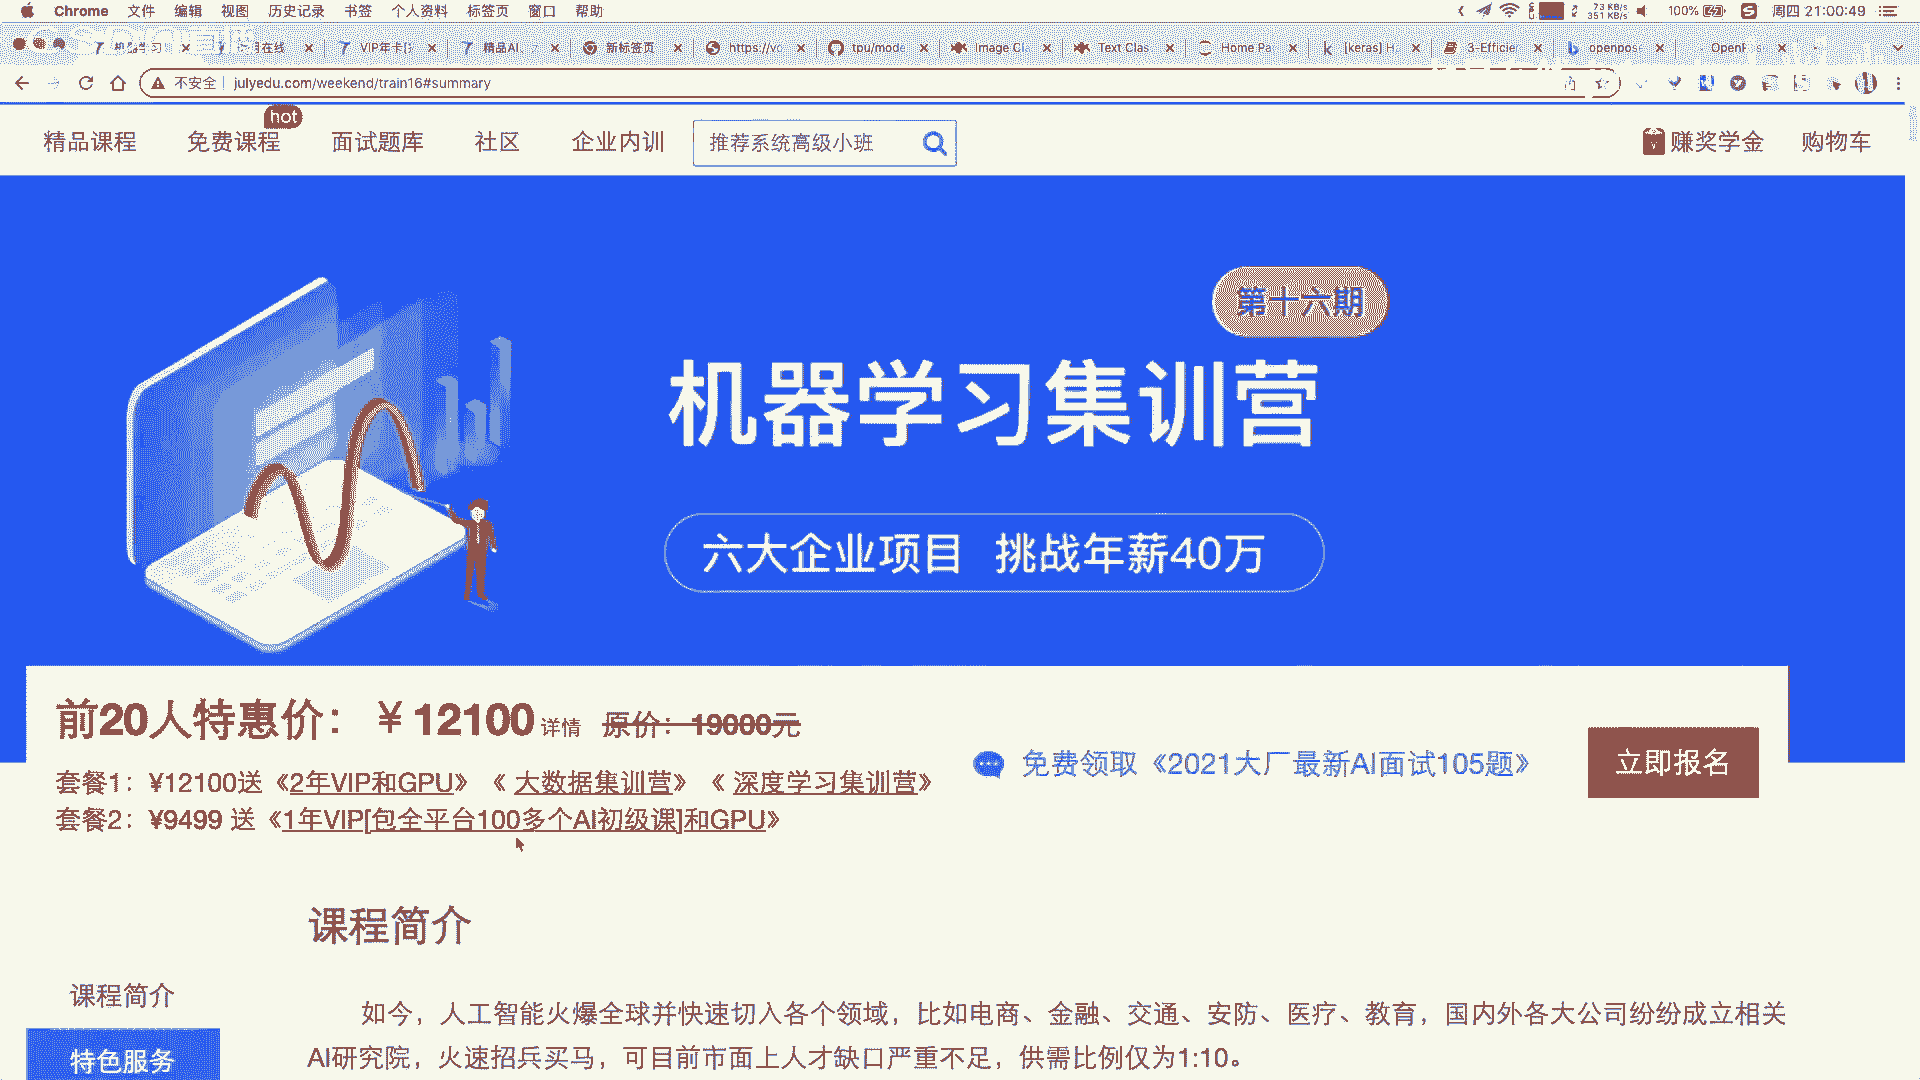 Chrome 文件 编辑 视图 历史记录 书签 个人资料 标签页 窗口 帮助
73 KB/s
351 KB/s
100%
周四 21:00:49
VIP年卡
精品AI
新标签页
https://vc
tpu/mode
Image Cla
Text Clas
Home Pa
[keras] H
3-Efficie
openpose
不安全 julyedu.com/weekend/train16#summary
精品课程
免费课程
hot
面试题库
社区
企业内训
推荐系统高级小班
赚奖学金
购物车
第十六期
机器学习集训营
六大企业项目 挑战年薪40万
前20人特惠价：￥12100 详情 原价：19000元
套餐1：¥12100送《2年VIP和GPU》《 大数据集训营》《 深度学习集训营》
套餐2：¥9499 送《1年VIP[包全平台100多个AI初级课]和GPU》
免费领取《2021大厂最新AI面试105题》
立即报名
课程简介
课程简介
特色服务
如今，人工智能火爆全球并快速切入各个领域，比如电商、金融、交通、安防、医疗、教育，国内外各大公司纷纷成立相关
AI研究院，火速招兵买马，可目前市面上人才缺口严重不足，供需比例仅为1:10。